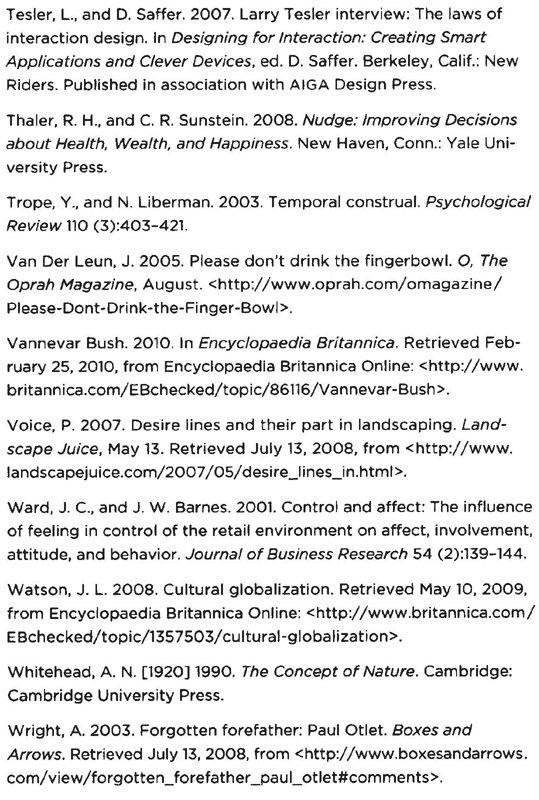 Tesler, L., and D. Saffer. 2007. Larry Tesler interview: The laws of
interaction design. In Designing for Interaction: Creating Smart
Applications and Clever Devices, ed. D. Saffer. Berkeley, Calif.: New
Riders. Published in association with AIGA Design Press.
Thaler, R. H., and C. R. Sunstein. 2008. Nudge: Improving Decisions
about Health, Wealth, and Happiness. New Haven, Conn.: Yale Uni-
versity Press.
Trope, Y., and N. Liberman. 2003. Temporal construal. Psychological
Review 110 (3):403–421.
Van Der Leun, J. 2005. Please don't drink the fingerbowl. O, The
Oprah Magazine, August. <http://www.oprah.com/omagazine/
Please-Dont-Drink-the-Finger-Bowl>.
Vannevar Bush. 2010. In Encyclopaedia Britannica. Retrieved Feb-
ruary 25, 2010, from Encyclopaedia Britannica Online: <http://www.
britannica.com/EBchecked/topic/86116/Vannevar-Bush>.
Voice, P. 2007. Desire lines and their part in landscaping. Land-
scape Juice, May 13. Retrieved July 13, 2008, from <http://www.
landscapejuice.com/2007/05/desire_lines_in.html>.
Ward, J. C., and J. W. Barnes. 2001. Control and affect: The influence
of feeling in control of the retail environment on affect, involvement,
attitude, and behavior. Journal of Business Research 54 (2):139–144.
Watson, J. L. 2008. Cultural globalization. Retrieved May 10, 2009,
from Encyclopaedia Britannica Online: <http://www.britannica.com/
EBchecked/topic/1357503/cultural-globalization>.
Whitehead, A. N. [1920] 1990. The Concept of Nature. Cambridge:
Cambridge University Press.
Wright, A. 2003. Forgotten forefather: Paul Otlet. Boxes and
Arrows. Retrieved July 13, 2008, from <http://www.boxesandarrows.
com/view/forgotten_forefather_paul_otlet#comments>.